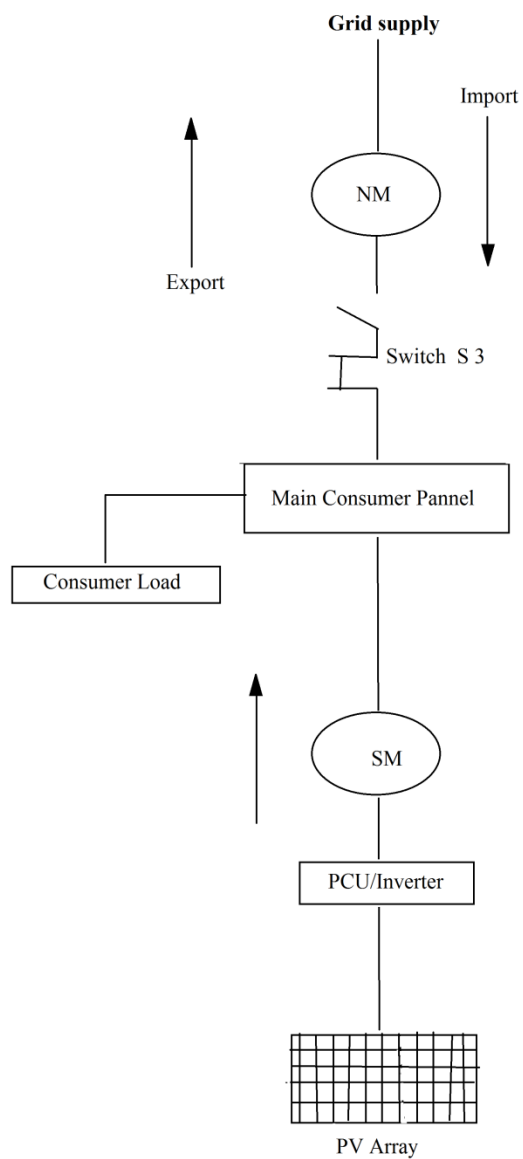 Grid supply
Import
NM
Export
Switch S 3
Main Consumer Pannel
Consumer Load
SM
PCU/Inverter
PV Array